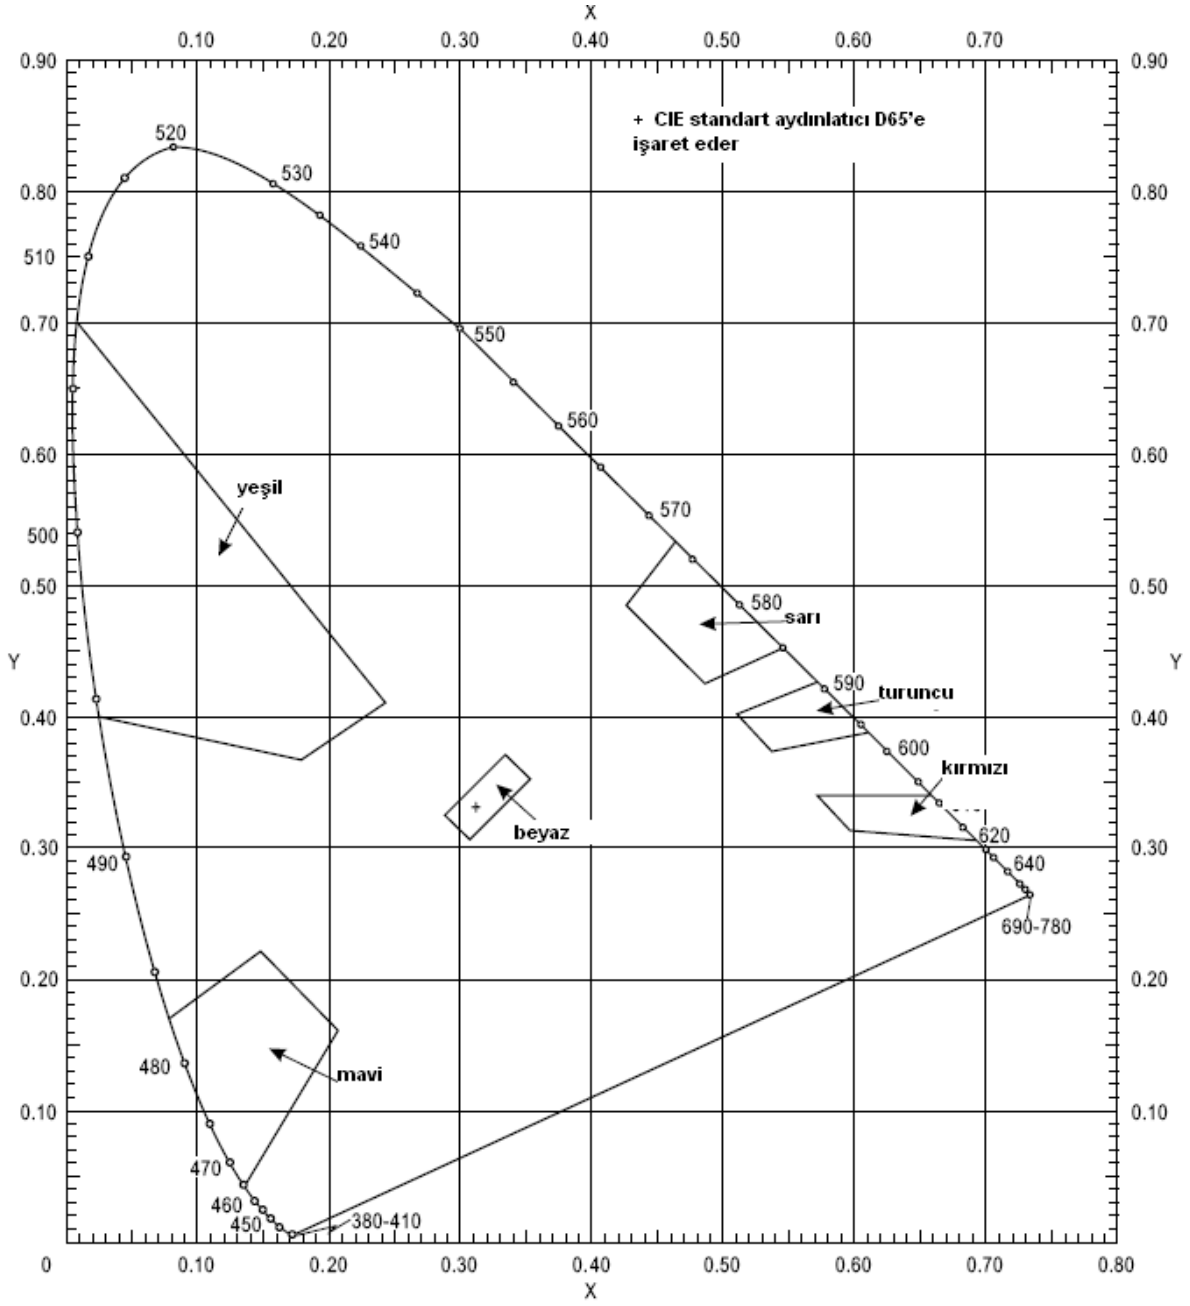 X
0.10 0.20 0.30 0.40 0.50 0.60 0.70
0.90 0.90
+ CIE standart aydınlatıcı D65'e
işaret eder
520
530
0.80 0.80
540
510
0.70 0.70
550
560
0.60 0.60
yeşil
570
500
0.50 0.50
580
sarı
Y Y
590
turuncu
0.40 0.40
600
kırmızı
beyaz
620
0.30 0.30
490 640
690-780
0.20 0.20
480
mavi
0.10 0.10
470
460
450 380-410
0 0.10 0.20 0.30 0.40 0.50 0.60 0.70 0.80
X